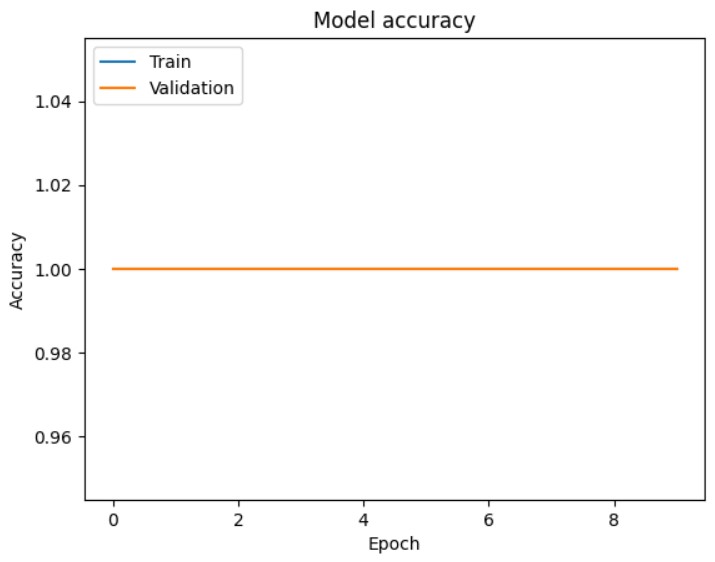 Model accuracy
Train
Validation
1.04
1.02
1.00
0.98
0.96
Accuracy
0 2 4 6 8
Epoch